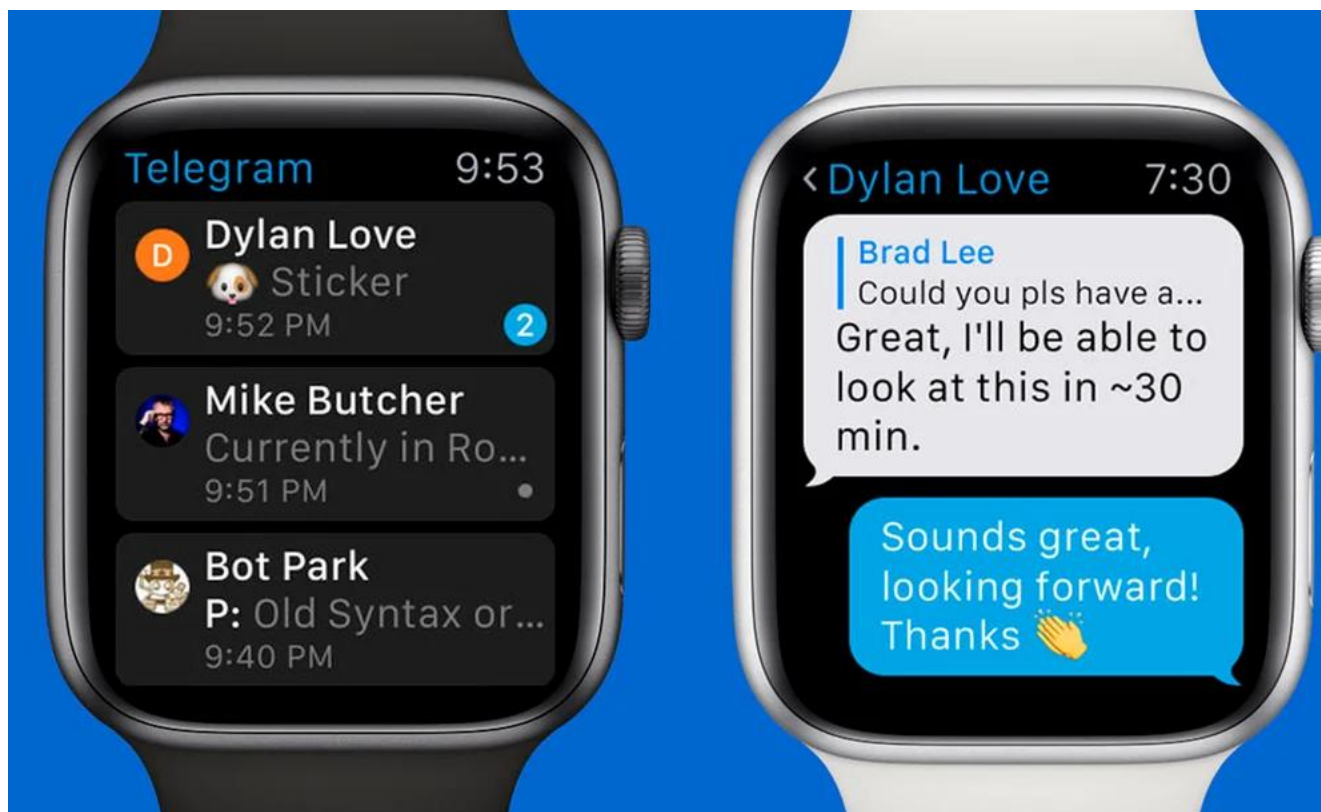 Telegram 9:53
D
Dylan Love
🐶 Sticker
9:52 PM 2
Mike Butcher
Currently in Ro...
9:51 PM
Bot Park
P: Old Syntax or...
9:40 PM
<Dylan Love 7:30
Brad Lee
Could you pls have a...
Great, I'll be able to
look at this in ~30
min.
Sounds great,
looking forward!
Thanks 👏